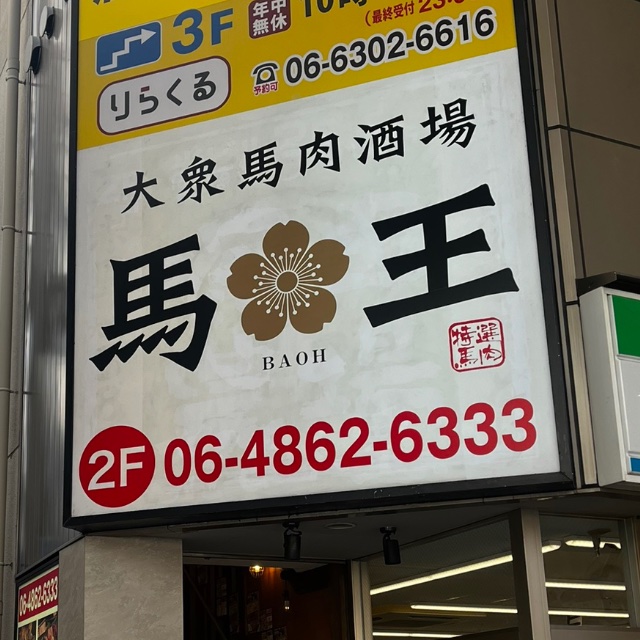 3F
年中
無休
10時
(最終受付 23:
りらくる
予約可
06-6302-6616
大衆馬肉酒場
馬王
BAOH
特選
馬肉
2F 06-4862-6333
06-4862-6333